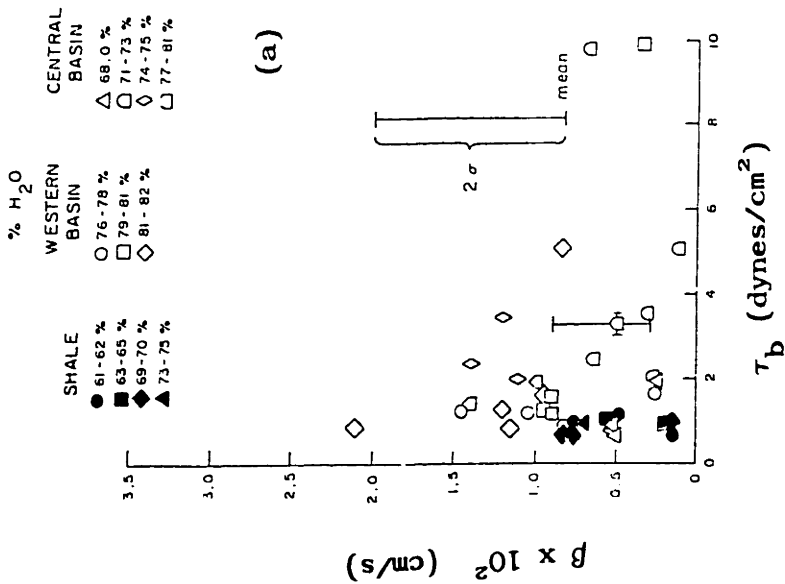 % H2O
SHALE
● 61-62 %
■ 63-65 %
◆ 69-70 %
▲ 73-75 %
WESTERN
BASIN
○ 76-78 %
□ 79-81 %
◇ 81-82 %
CENTRAL
BASIN
68.0 %
71-73 %
74-75 %
77-81 %
(a)
2σ
mean
3.5
3.0
2.5
2.0
1.5
1.0
0.5
0
β x 10² (cm/s)
0
2
4
6
8
10
τb (dynes/cm²)